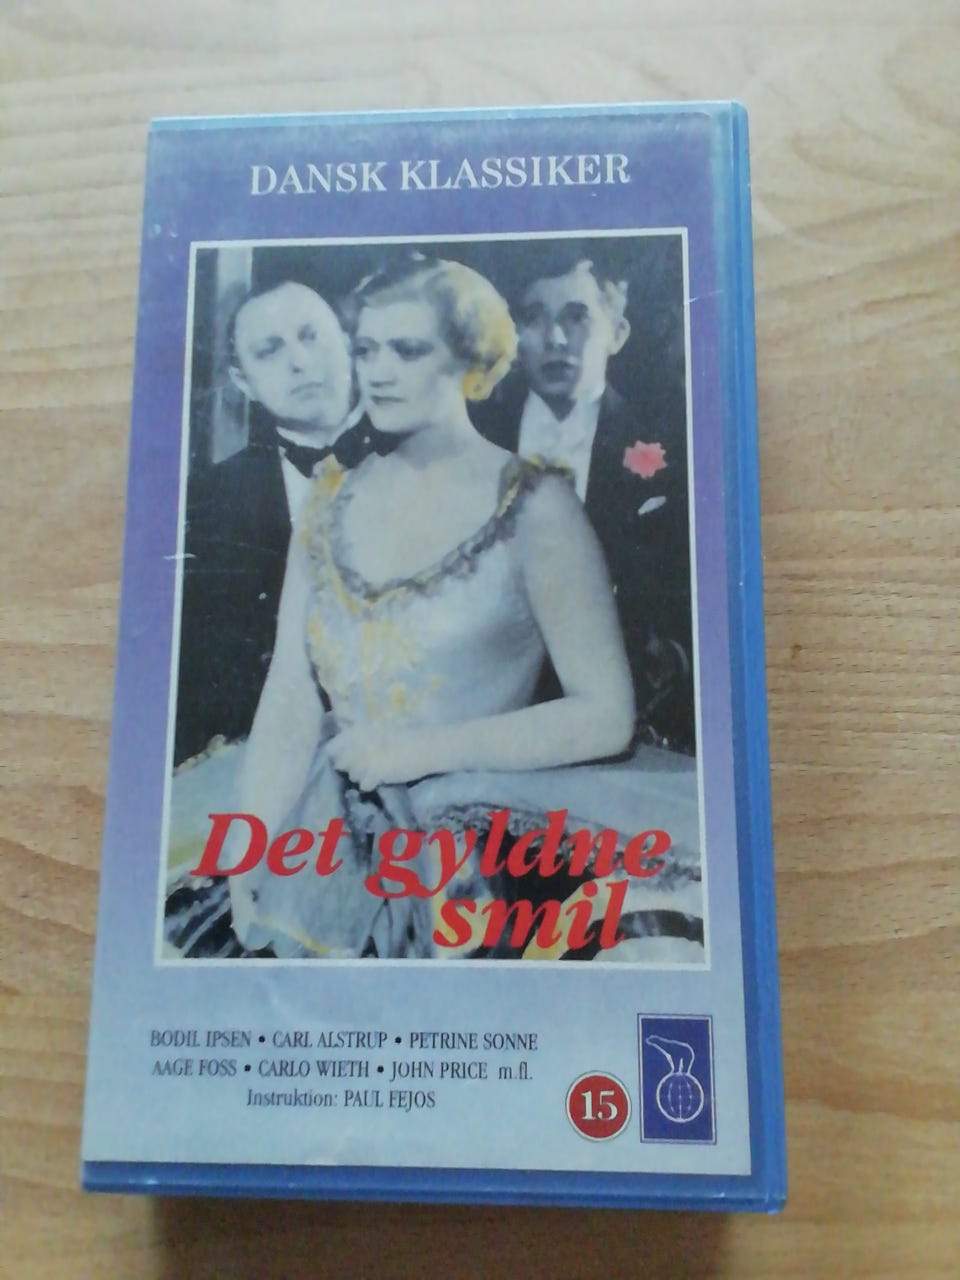 DANSK KLASSIKER
Det gyldne
smil
BODIL IPSEN • CARL ALSTRUP • PETRINE SONNE
AAGE FOSS • CARLO WIETH • JOHN PRICE m.fl.
Instruktion: PAUL FEJOS
15